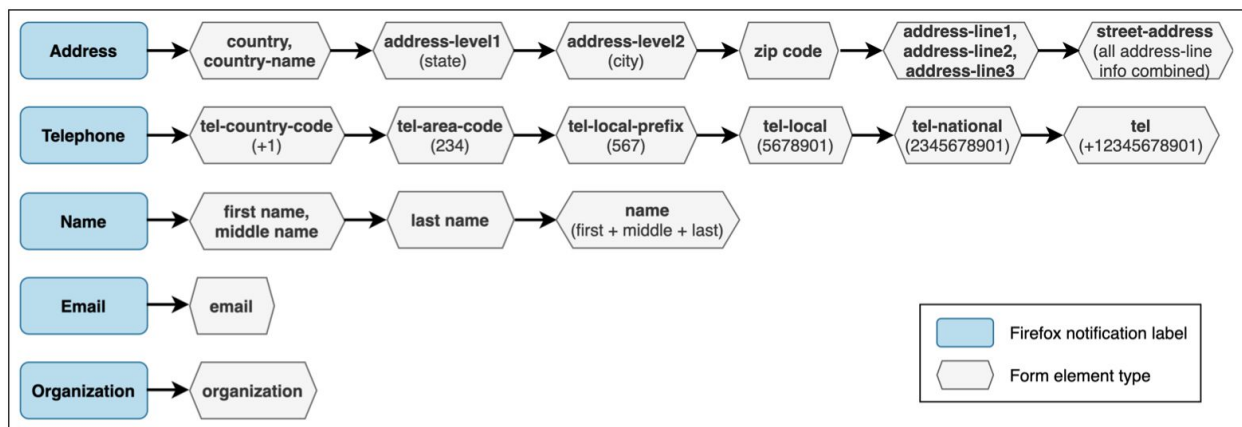 Address
country,
country-name
address-level1
(state)
address-level2
(city)
zip code
address-line1,
address-line2,
address-line3
street-address
(all address-line
info combined)
Telephone
tel-country-code
(+1)
tel-area-code
(234)
tel-local-prefix
(567)
tel-local
(5678901)
tel-national
(2345678901)
tel
(+12345678901)
Name
first name,
middle name
last name
name
(first + middle + last)
Email
email
Organization
organization
Firefox notification label
Form element type